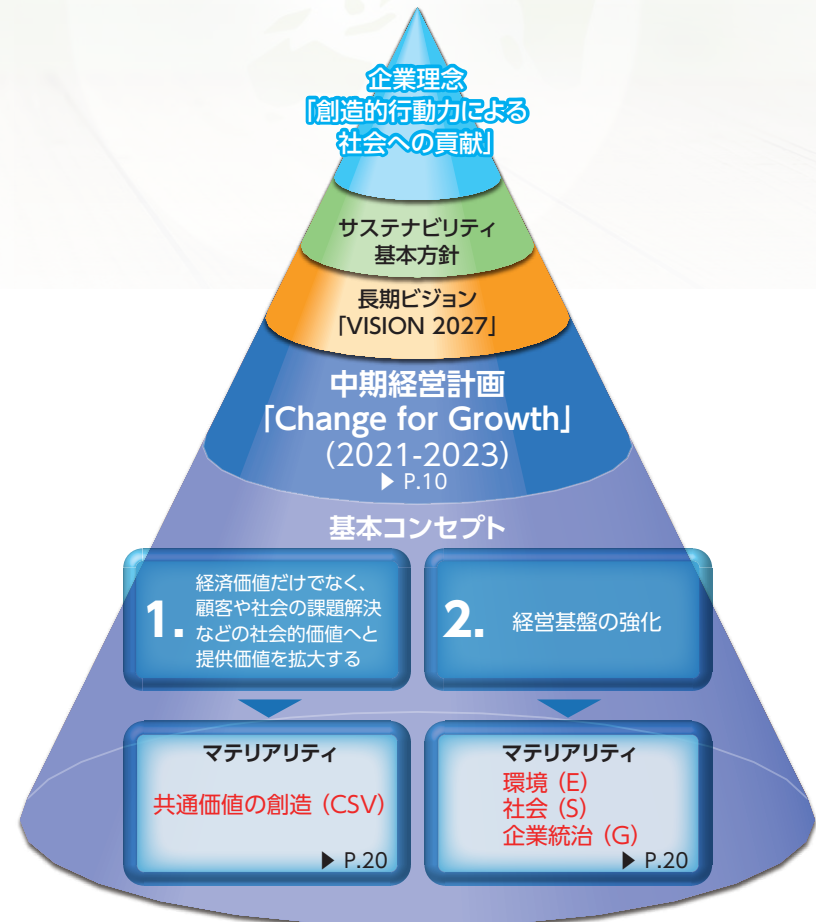 企業理念
「創造的行動力による
社会への貢献」
サステナビリティ
基本方針
長期ビジョン
「VISION 2027」
中期経営計画
「Change for Growth」
(2021-2023)
▶ P.10
基本コンセプト
1.
経済価値だけでなく、
顧客や社会の課題解決
などの社会的価値へと
提供価値を拡大する
2. 経営基盤の強化
マテリアリティ
共通価値の創造（CSV）
▶ P.20
マテリアリティ
環境（E）
社会（S）
企業統治（G）
▶ P.20